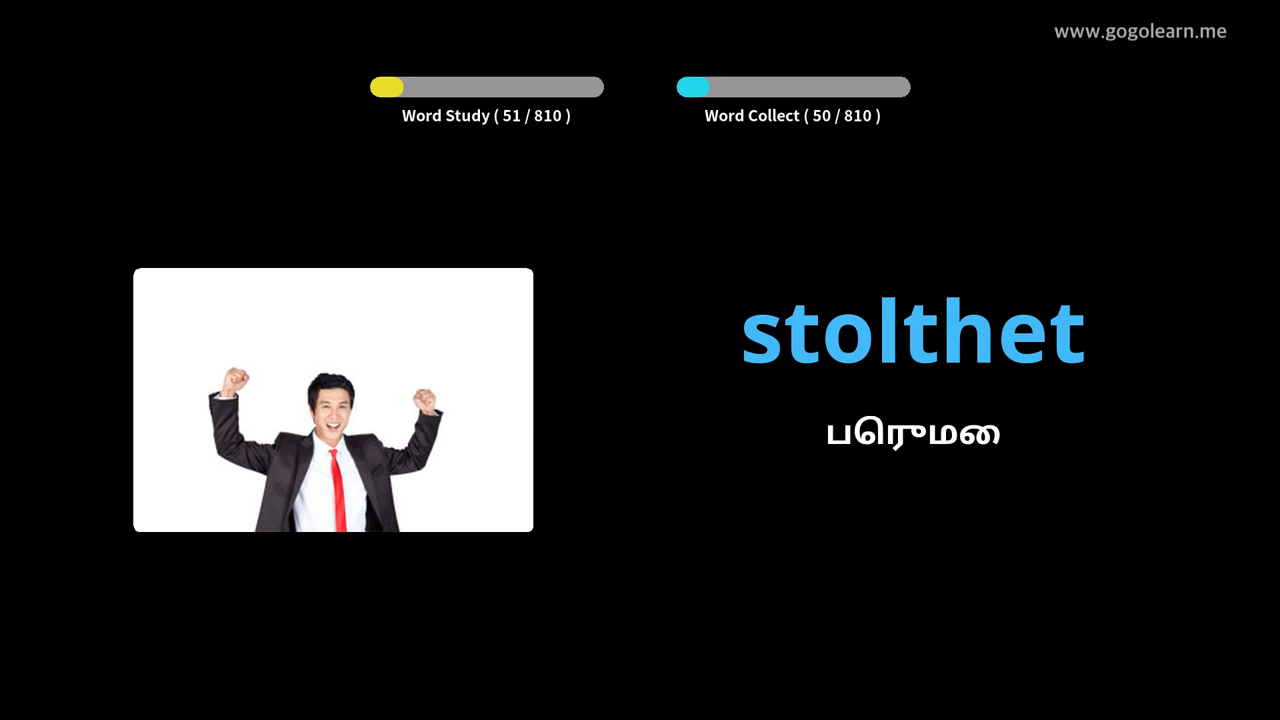 www.gogolearn.me
Word Study ( 51 / 810 )
Word Collect ( 50 / 810 )
stolthet
பெருமை